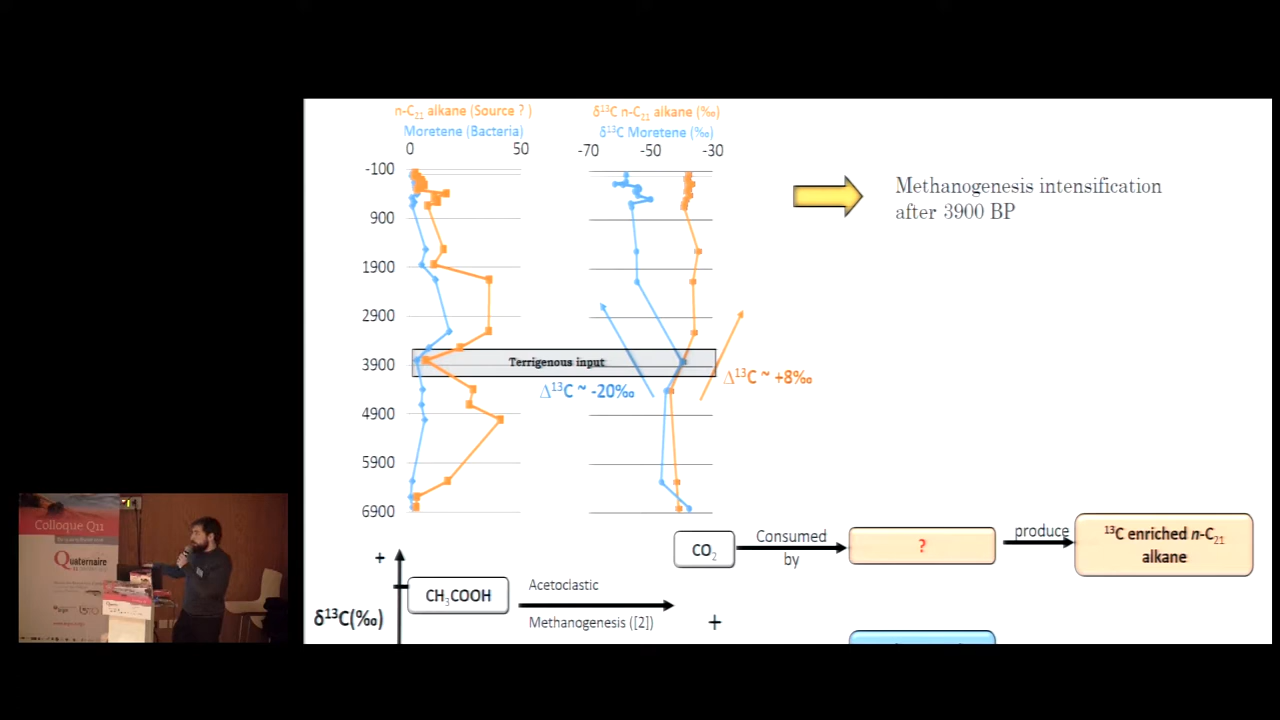 n-C21 alkane (Source ? )
Moretene (Bacteria)
0 50
δ13C n-C21 alkane (‰)
δ13C Moretene (‰)
-70 -50 -30
-100
900
1900
2900
3900
4900
5900
6900
Terrigenous input
Δ13C ~ -20‰
Δ13C ~ +8‰
Methanogenesis intensification
after 3900 BP
+
δ13C(‰)
CH3COOH
Acetoclastic
Methanogenesis ([2])
CO2
+
Consumed
by
?
produce
13C enriched n-C21
alkane
Colloque Q11
Quaternaire